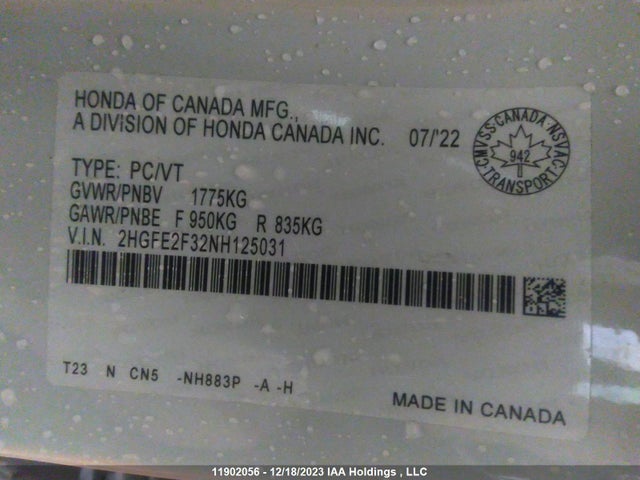 HONDA OF CANADA MFG.,
A DIVISION OF HONDA CANADA INC. 07/'22
CMVSS·CANADA·NSVAC
942
TRANSPORT
TYPE: PC/VT
GVWR/PNBV 1775KG
GAWR/PNBE F 950KG R 835KG
V.I.N. 2HGFE2F32NH125031
T23 N CN5 -NH883P -A -H
MADE IN CANADA
11902056 - 12/18/2023 IAA Holdings , LLC